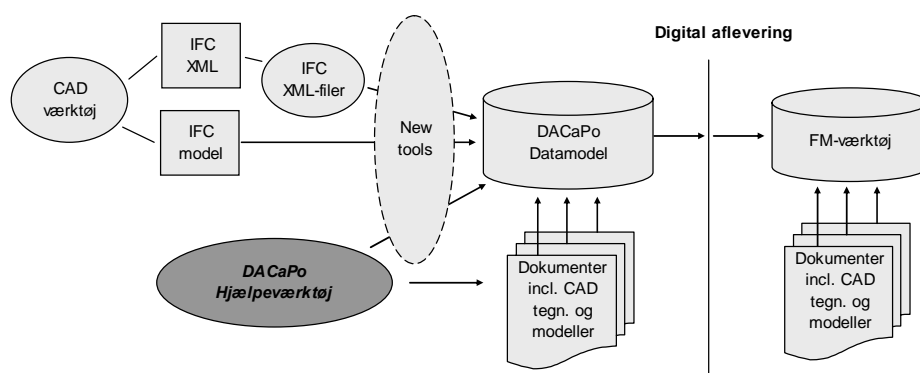 Digital aflevering
IFC
XML
IFC
XML-filer
CAD
værktøj
IFC
model
New
tools
DACaPo
Datamodel
FM-værktøj
DACaPo
Hjælpeværktøj
Dokumenter
incl. CAD
tegn. og
modeller
Dokumenter
incl. CAD
tegn. og
modeller